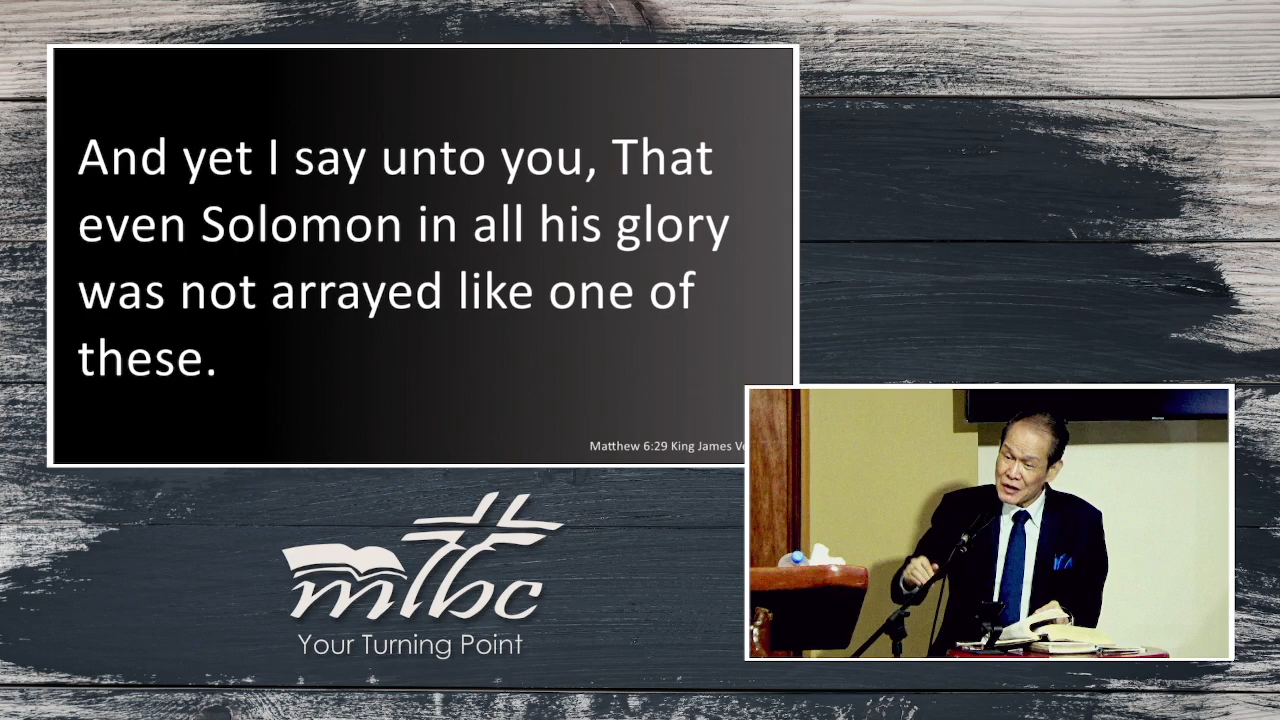 And yet I say unto you, That
even Solomon in all his glory
was not arrayed like one of
these.
Matthew 6:29 King James
mlbc
Your Turning Point